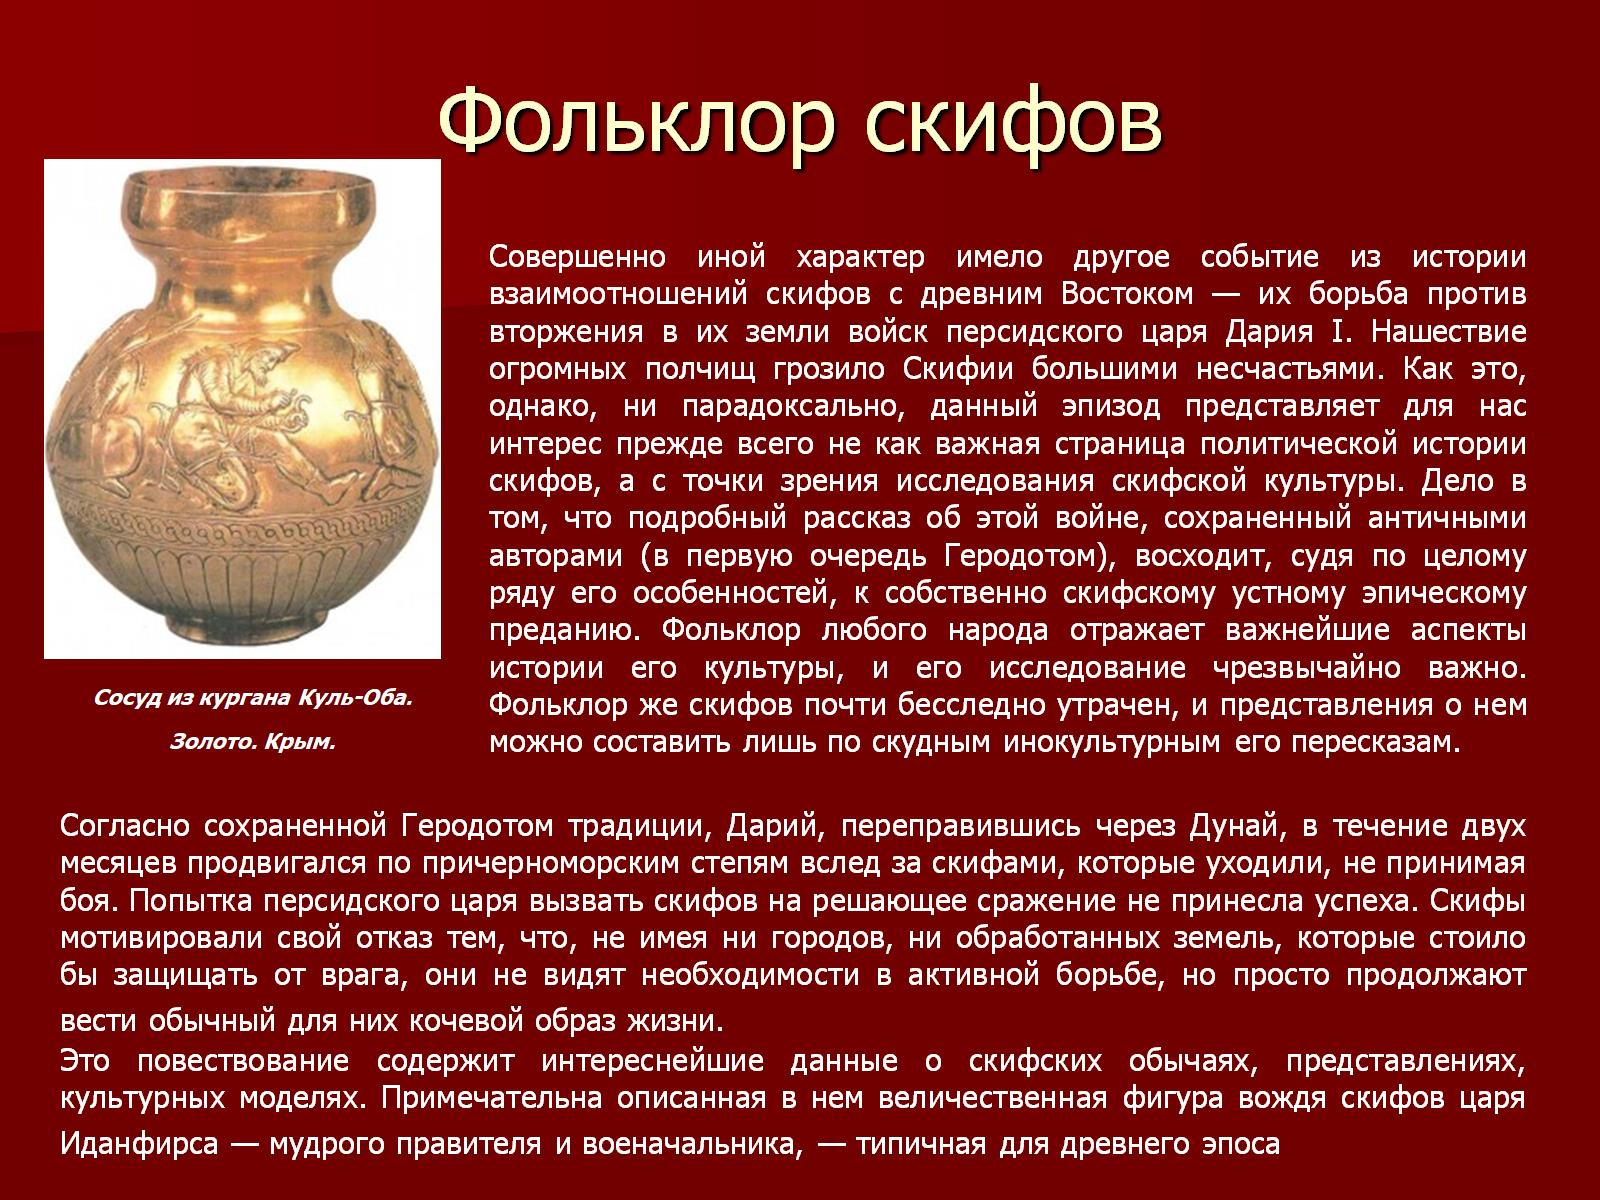 Фольклор скифов
Совершенно иной характер имело другое событие из истории
взаимоотношений скифов с древним Востоком — их борьба против
вторжения в их земли войск персидского царя Дария I. Нашествие
огромных полчищ грозило Скифии большими несчастьями. Как это,
однако, ни парадоксально, данный эпизод представляет для нас
интерес прежде всего не как важная страница политической истории
скифов, а с точки зрения исследования скифской культуры. Дело в
том, что подробный рассказ об этой войне, сохраненный античными
авторами (в первую очередь Геродотом), восходит, судя по целому
ряду его особенностей, к собственно скифскому устному эпическому
преданию. Фольклор любого народа отражает важнейшие аспекты
истории его культуры, и его исследование чрезвычайно важно.
Фольклор же скифов почти бесследно утрачен, и представления о нем
можно составить лишь по скудным инокультурным его пересказам.
Сосуд из кургана Куль-Оба.
Золото. Крым.
Согласно сохраненной Геродотом традиции, Дарий, переправившись через Дунай, в течение двух
месяцев продвигался по причерноморским степям вслед за скифами, которые уходили, не принимая
боя. Попытка персидского царя вызвать скифов на решающее сражение не принесла успеха. Скифы
мотивировали свой отказ тем, что, не имея ни городов, ни обработанных земель, которые стоило
бы защищать от врага, они не видят необходимости в активной борьбе, но просто продолжают
вести обычный для них кочевой образ жизни.
Это повествование содержит интереснейшие данные о скифских обычаях, представлениях,
культурных моделях. Примечательна описанная в нем величественная фигура вождя скифов царя
Иданфирса — мудрого правителя и военачальника, — типичная для древнего эпоса